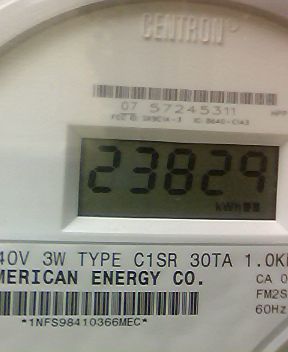 CENTRON®
07 57245311
23829
kWh
40V 3W TYPE C1SR 30TA 1.0K
MERICAN ENERGY CO.
CA 0
FM2S
60Hz
*1NFS98410366MEC*